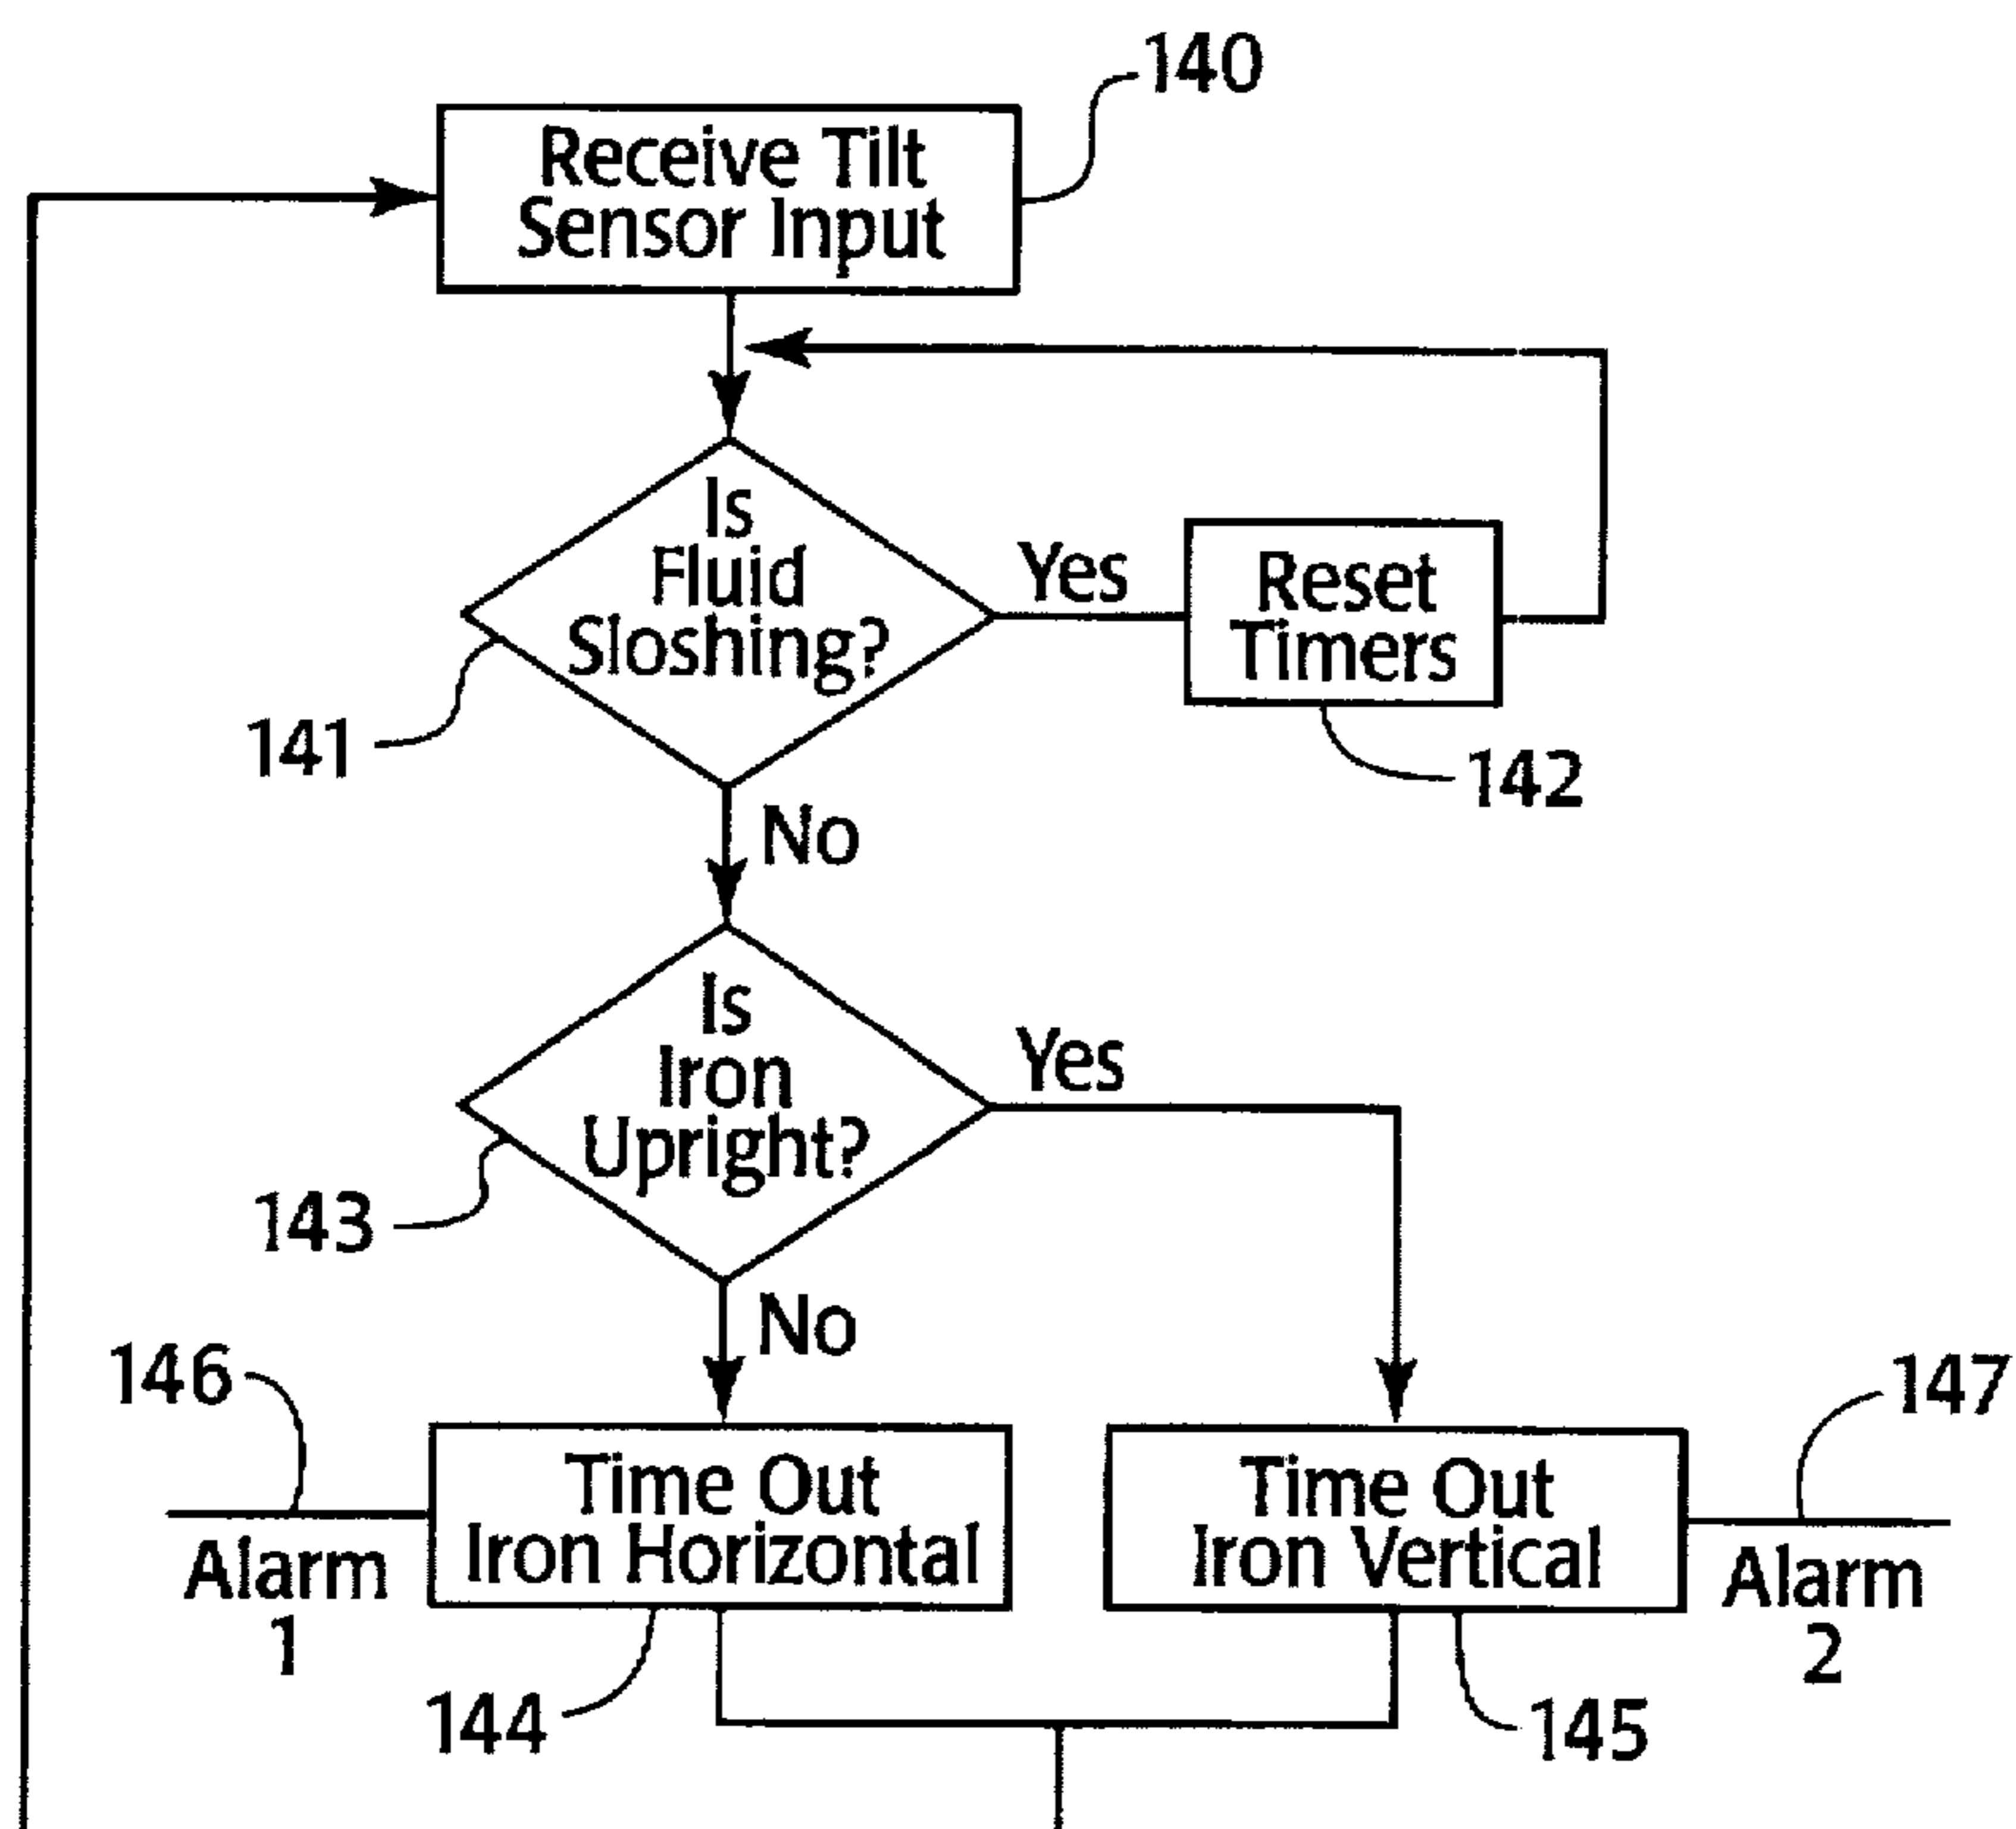 140
Receive Tilt
Sensor Input
Is
Fluid
Sloshing?
Yes
Reset
Timers
141
142
No
Is
Iron
Upright?
Yes
143
No
146
147
Time Out
Iron Horizontal
Time Out
Iron Vertical
Alarm
1
Alarm
2
144
145